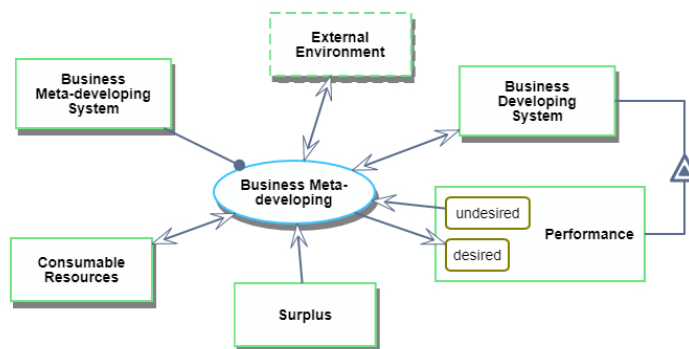 External
Environment
Business
Meta-developing
System
Business
Developing
System
Business Meta-
developing
undesired
Performance
desired
Consumable
Resources
Surplus